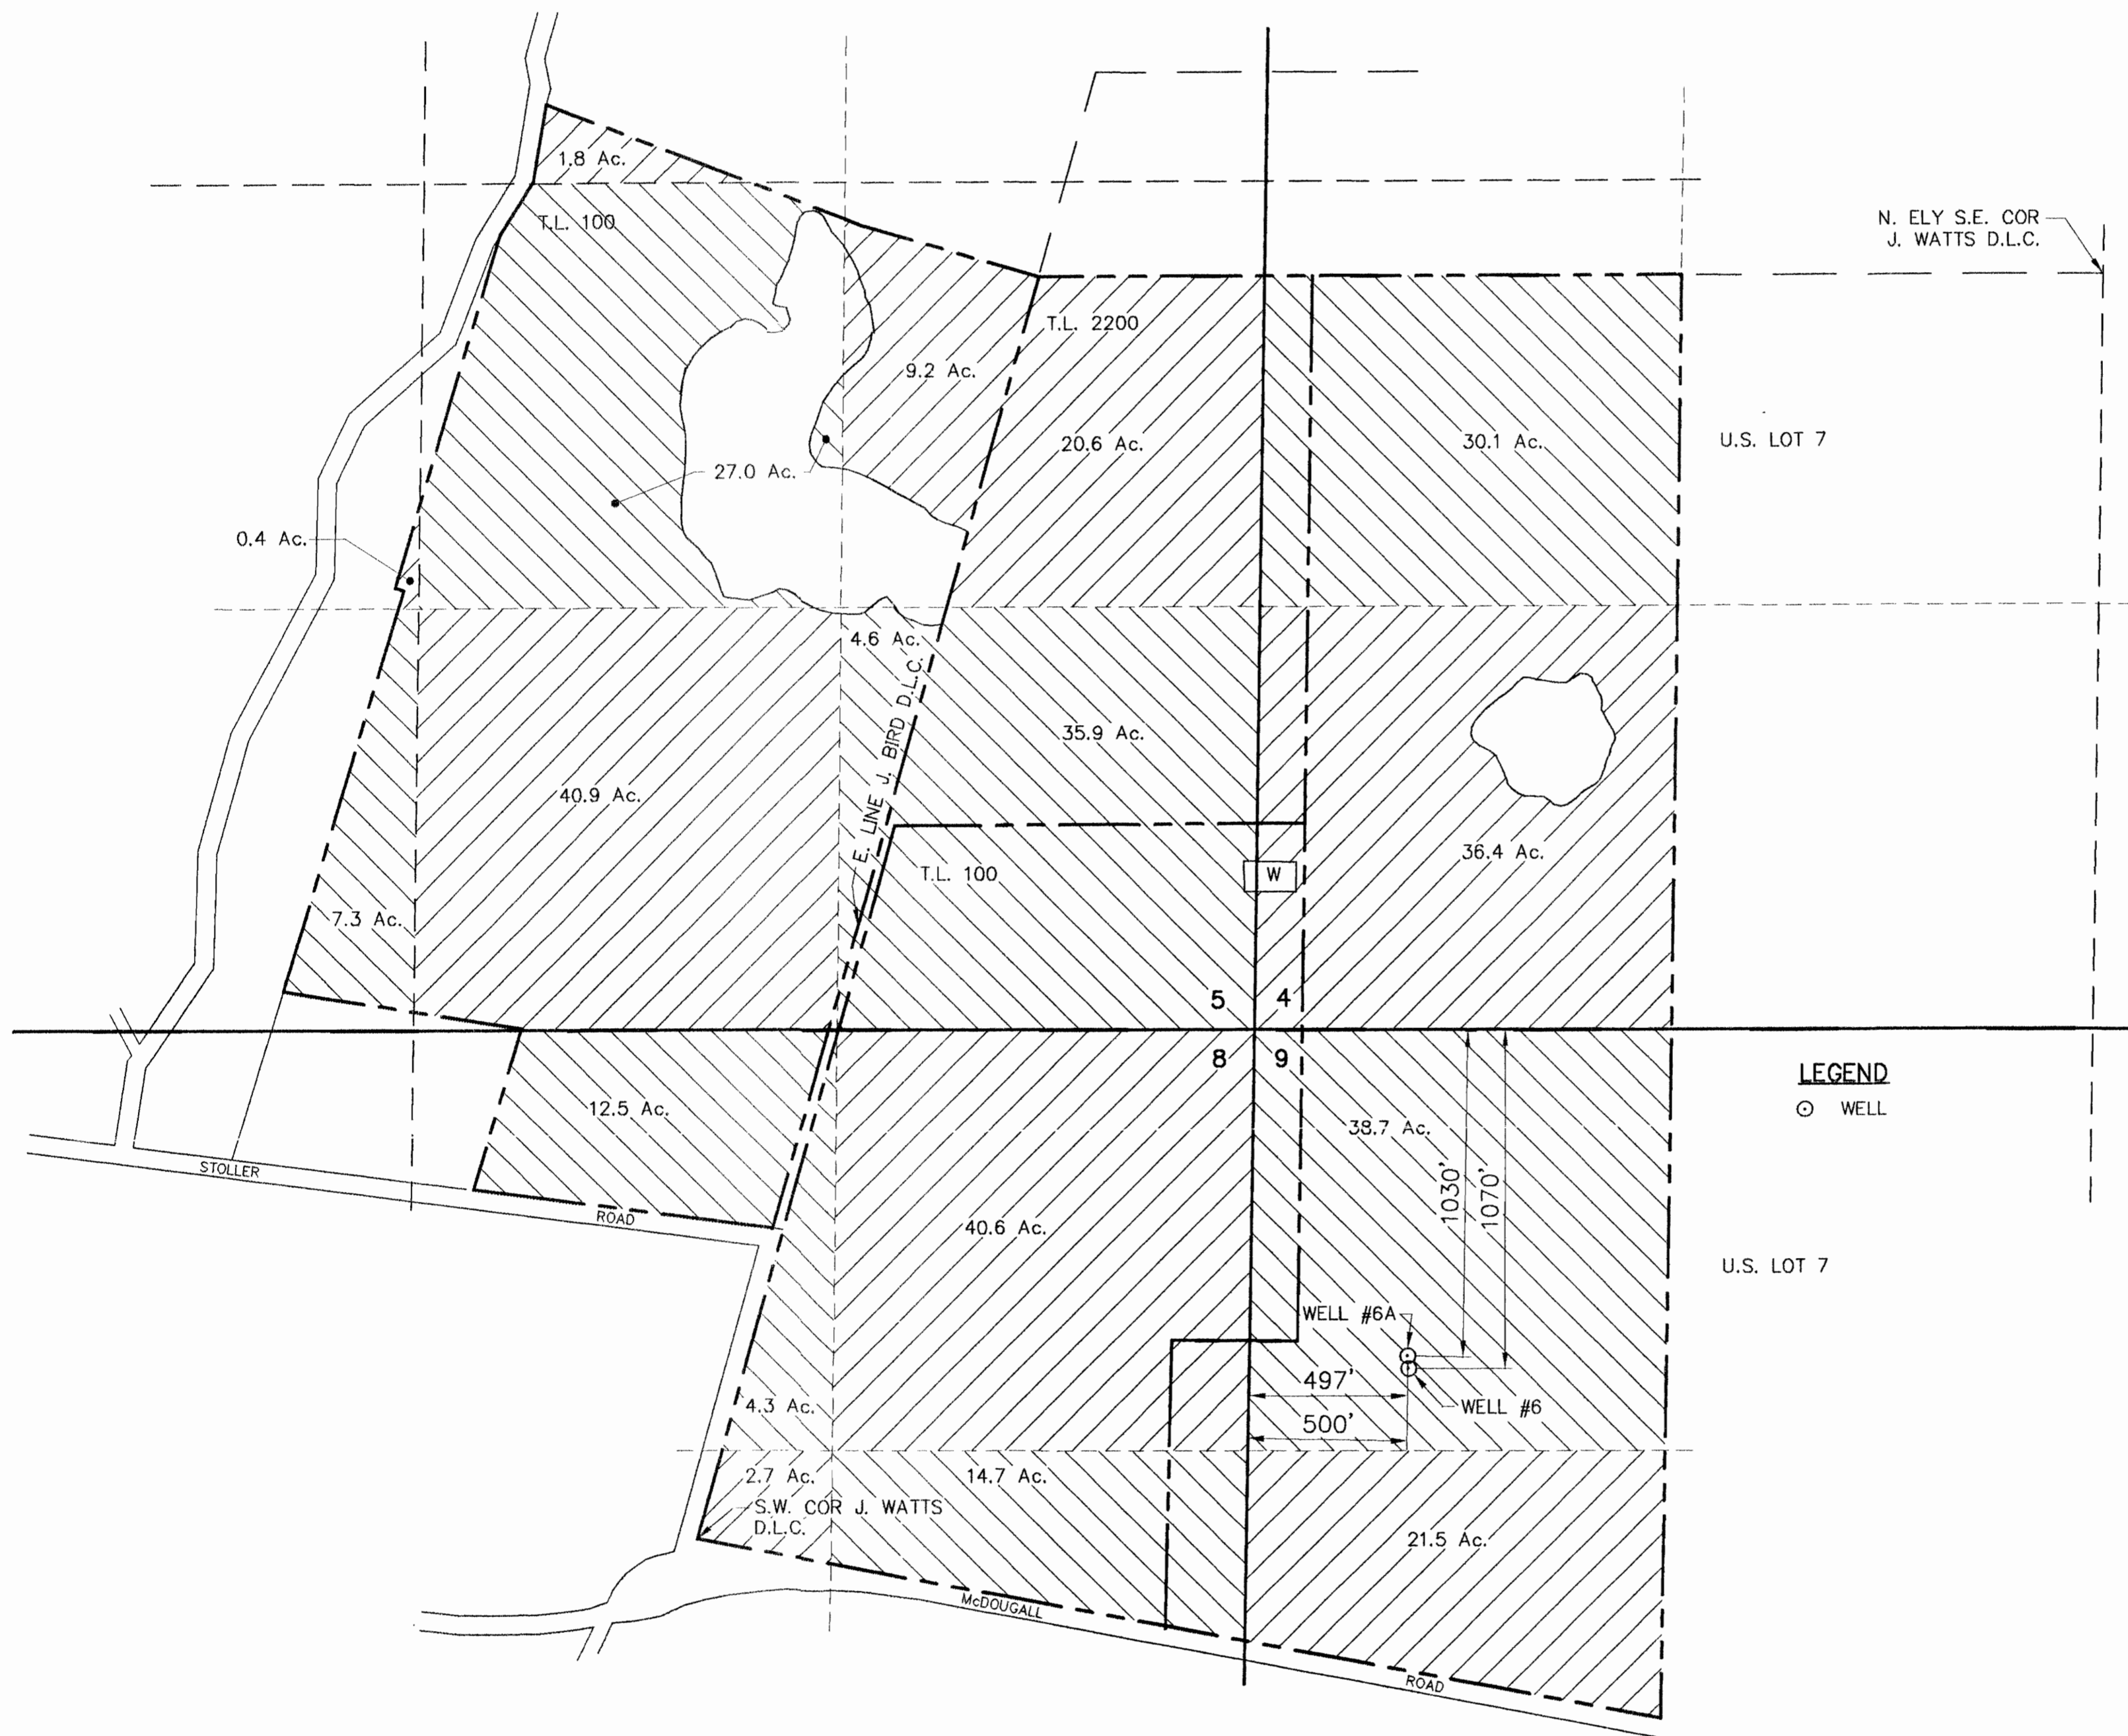 1.8 Ac.
T.L. 100
N. ELY S.E. COR
J. WATTS D.L.C.
T.L. 2200
9.2 Ac.
20.6 Ac.
30.1 Ac.
U.S. LOT 7
27.0 Ac.
0.4 Ac.
4.6 Ac.
E. LINE J. BIRD D.L.C.
35.9 Ac.
40.9 Ac.
36.4 Ac.
T.L. 100
W
7.3 Ac.
5 4
8 9
LEGEND
WELL
12.5 Ac.
38.7 Ac.
1030'
1070'
STOLLER
ROAD
40.6 Ac.
U.S. LOT 7
WELL #6A
497'
WELL #6
500'
4.3 Ac.
2.7 Ac.
14.7 Ac.
S.W. COR J. WATTS
D.L.C.
21.5 Ac.
McDOUGALL
ROAD